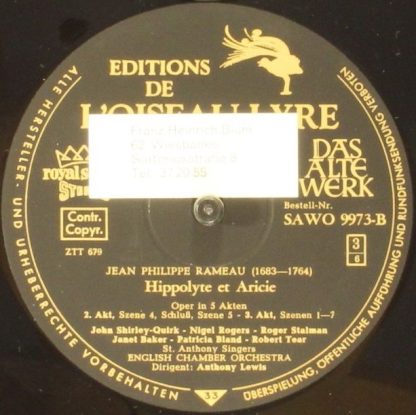 ALLE HERSTELLER- UND URHEBERRECHTE VORBEHALTEN
ÜBERSPIELUNG, ÖFFENTLICHE AUFFÜHRUNG UND RUNDFUNKSENDUNG VERBOTEN
EDITIONS
DE
L'OISEAU-LYRE
Franz Heinrich
62 Wiesbaden
Tel. 37 20 55
royal
DAS
ALTE
WERK
Bestell-Nr.
SAWO 9973-B
Contr.
Copyr.
3
6
ZTT 679
JEAN PHILIPPE RAMEAU (1683—1764)
Hippolyte et Aricie
Oper in 5 Akten
2. Akt, Szene 4, Schluß, Szene 5 - 3. Akt, Szenen 1—7
John Shirley-Quirk - Nigel Rogers - Roger Stalman
Janet Baker - Patricia Bland - Robert Tear
St. Anthony Singers
ENGLISH CHAMBER ORCHESTRA
Dirigent: Anthony Lewis
33